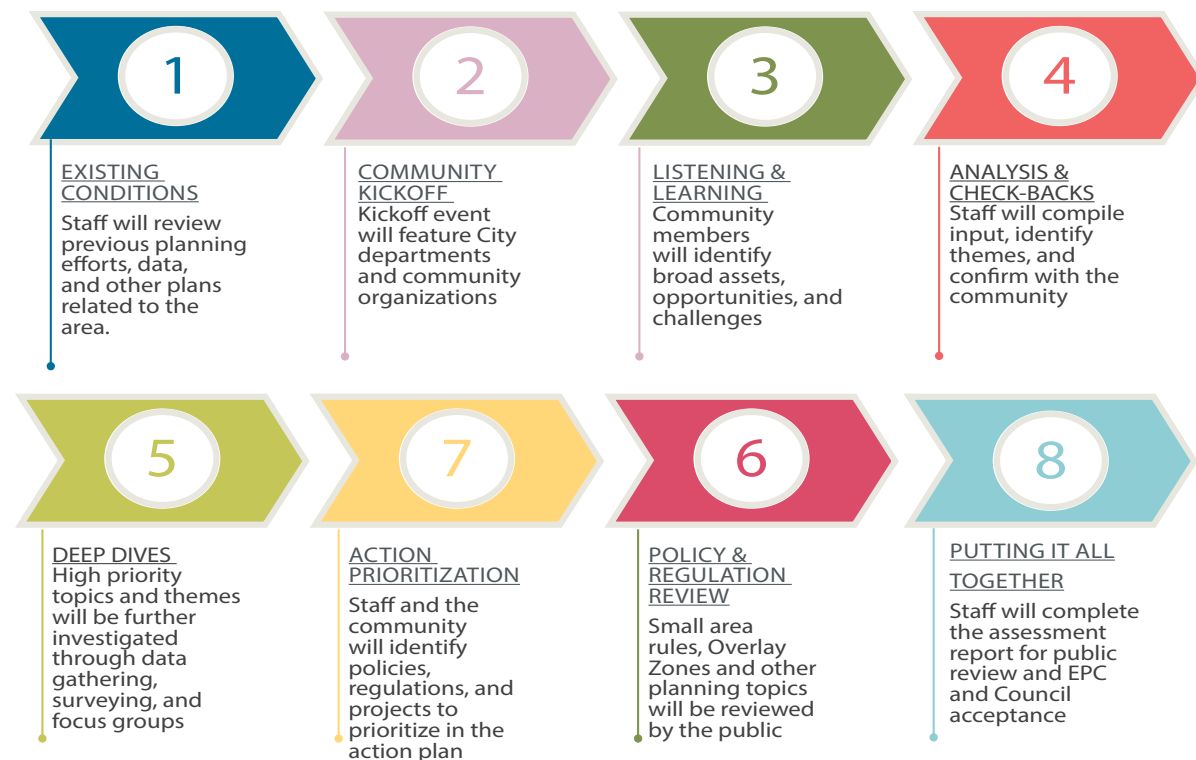 1
EXISTING
CONDITIONS
Staff will review
previous planning
efforts, data,
and other plans
related to the
area.
2
COMMUNITY
KICKOFF
Kickoff event
will feature City
departments
and community
organizations
3
LISTENING &
LEARNING
Community
members
will identify
broad assets,
opportunities, and
challenges
4
ANALYSIS &
CHECK-BACKS
Staff will compile
input, identify
themes, and
confirm with the
community
5
DEEP DIVES
High priority
topics and themes
will be further
investigated
through data
gathering,
surveying, and
focus groups
7
ACTION
PRIORITIZATION
Staff and the
community
will identify
policies,
regulations, and
projects to
prioritize in the
action plan
6
POLICY &
REGULATION
REVIEW
Small area
rules, Overlay
Zones and other
planning topics
will be reviewed
by the public
8
PUTTING IT ALL
TOGETHER
Staff will complete
the assessment
report for public
review and EPC
and Council
acceptance